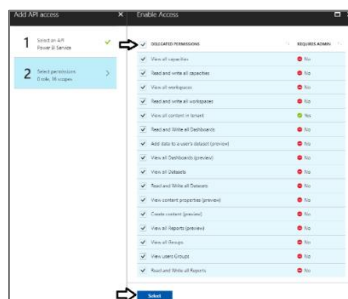 Add API access
Enable Access
1 Select an API
Power BI Service
2 Select permissions
0 role, 16 scopes
DELEGATED PERMISSIONS
REQUIRES ADMIN
View all capacities No
Read and write all capacities No
View all workspaces No
Read and write all workspaces No
View all content in tenant Yes
Read and Write all Dashboards No
Add data to a user's dataset (preview) No
View all Dashboards (preview) No
View all Datasets No
Read and Write all Datasets No
View content properties (preview) No
Create content (preview) No
View all Reports (preview) No
View all Groups No
View users Groups No
Read and Write all Reports No
Select